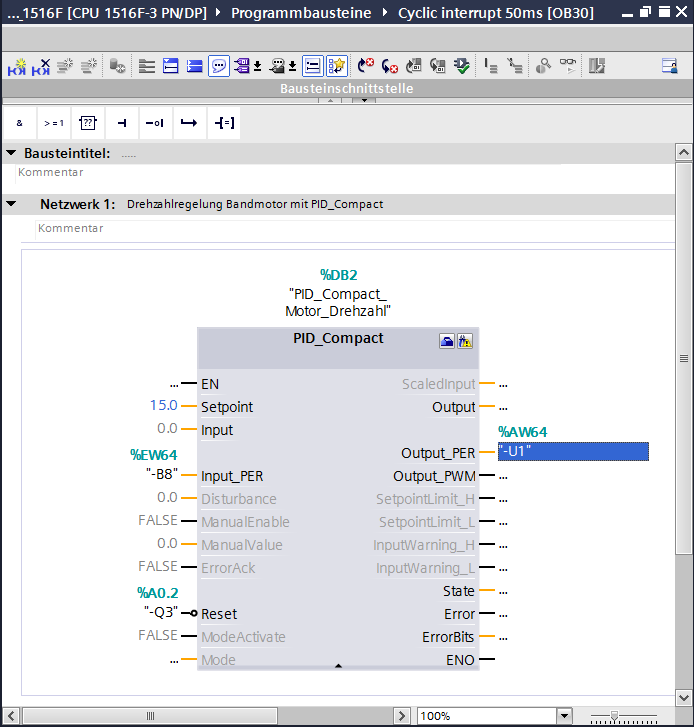 ..._1516F [CPU 1516F-3 PN/DP] Programmbausteine Cyclic interrupt 50ms [OB30]
Bausteinschnittstelle
& >=1 ??
Bausteintitel: .....
Kommentar
Netzwerk 1: Drehzahlregelung Bandmotor mit PID_Compact
Kommentar
%DB2
"PID_Compact_
Motor_Drehzahl"
PID_Compact
... EN ScaledInput ...
15.0 Setpoint Output ...
0.0 Input
%AW64
Output_PER "-U1"
%EW64
"-B8" Input_PER Output_PWM ...
0.0 Disturbance SetpointLimit_H ...
FALSE ManualEnable SetpointLimit_L ...
0.0 ManualValue InputWarning_H ...
FALSE ErrorAck InputWarning_L ...
%A0.2
State ...
"-Q3" Reset Error ...
FALSE ModeActivate ErrorBits ...
... Mode ENO ...
100%